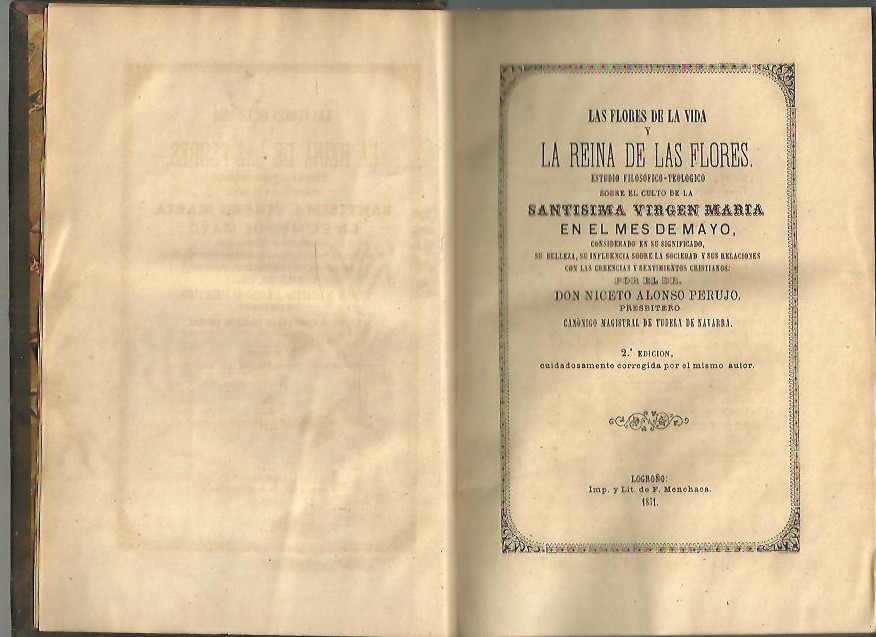 LAS FLORES DE LA VIDA
Y
LA REINA DE LAS FLORES.
ESTUDIO FILOSOFICO-TEOLOGICO
SOBRE EL CULTO DE LA
SANTISIMA VIRGEN MARIA
EN EL MES DE MAYO,
CONSIDERADO EN SU SIGNIFICADO,
SU BELLEZA, SU INFLUENCIA SOBRE LA SOCIEDAD Y SUS RELACIONES
CON LAS CREENCIAS Y SENTIMIENTOS CRISTIANOS:
POR EL DR.
DON NICETO ALONSO PERUJO.
PRESBITERO
CANÓNIGO MAGISTRAL DE TUDELA DE NAVARRA.
2.ª EDICION,
cuidadosamente corregida por el mismo autor.
LOGROÑO:
Imp. y Lit. de F. Menchaca.
1871.